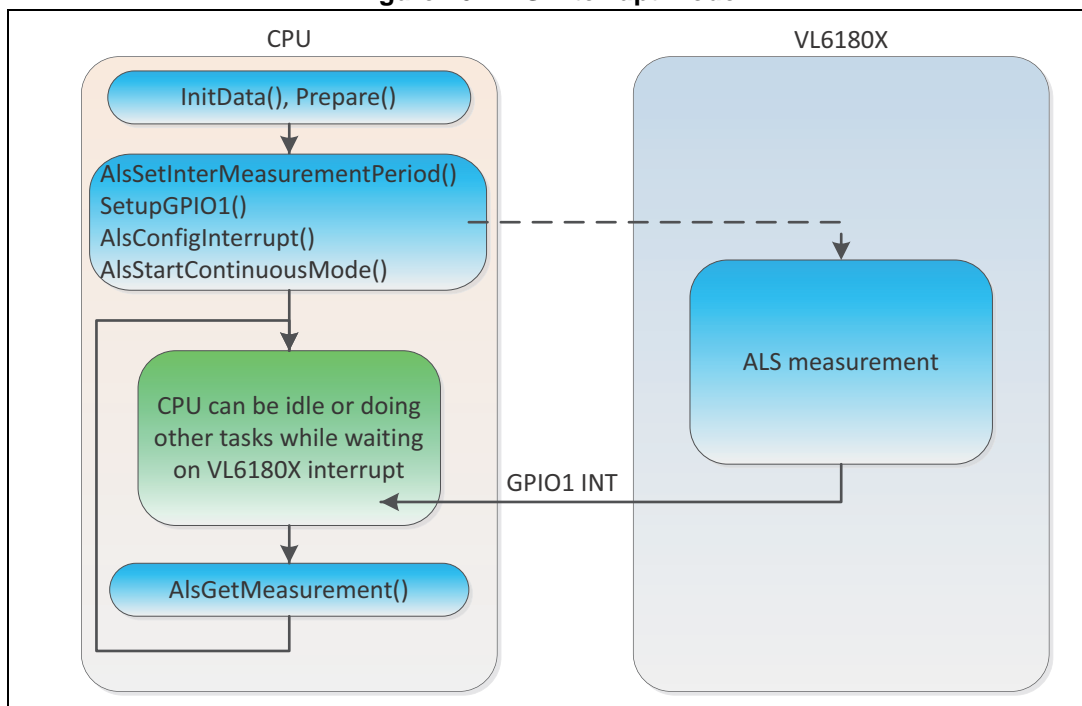 CPU
VL6180X
InitData(), Prepare()
AlsSetInterMeasurementPeriod()
SetupGPIO1()
AlsConfigInterrupt()
AlsStartContinuousMode()
ALS measurement
CPU can be idle or doing
other tasks while waiting
on VL6180X interrupt
GPIO1 INT
AlsGetMeasurement()